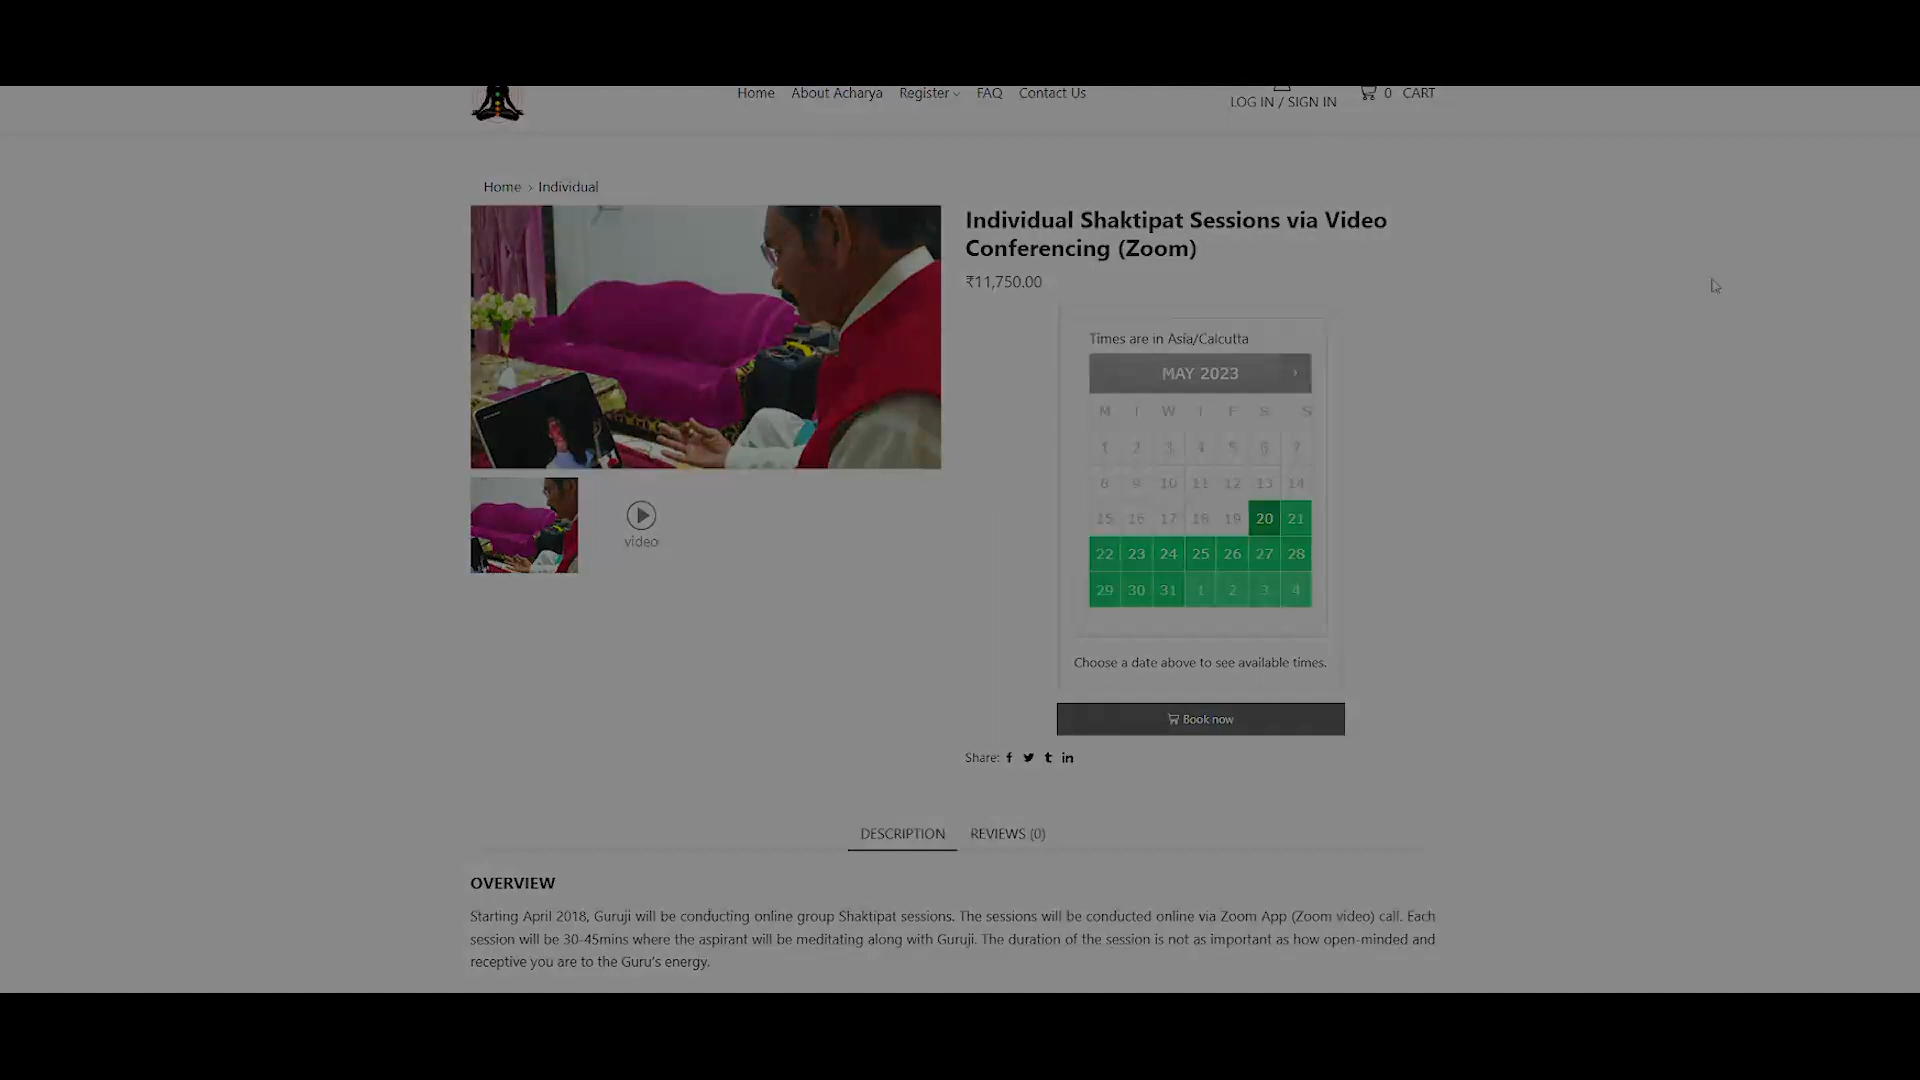 Home About Acharya Register FAQ Contact Us LOG IN / SIGN IN 0 CART
Home › Individual
Individual Shaktipat Sessions via Video
Conferencing (Zoom)
₹11,750.00
Times are in Asia/Calcutta
MAY 2023 ›
M T W T F S S
1 2 3 4 5 6 7
8 9 10 11 12 13 14
15 16 17 18 19 20 21
22 23 24 25 26 27 28
29 30 31 1 2 3 4
video
Choose a date above to see available times.
Book now
Share:
DESCRIPTION REVIEWS (0)
OVERVIEW
Starting April 2018, Guruji will be conducting online group Shaktipat sessions. The sessions will be conducted online via Zoom App (Zoom video) call. Each
session will be 30-45mins where the aspirant will be meditating along with Guruji. The duration of the session is not as important as how open-minded and
receptive you are to the Guru’s energy.